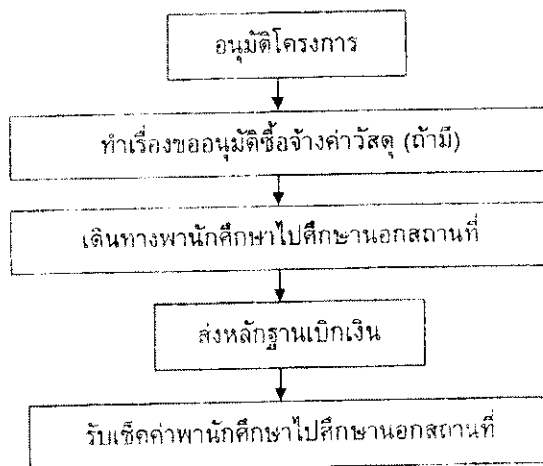 อนุมัติโครงการ
ทำเรื่องขออนุมัติซื้อจ้างค่าวัสดุ (ถ้ามี)
เดินทางพานักศึกษาไปศึกษานอกสถานที่
ส่งหลักฐานเบิกเงิน
รับเช็คค่าพานักศึกษาไปศึกษานอกสถานที่